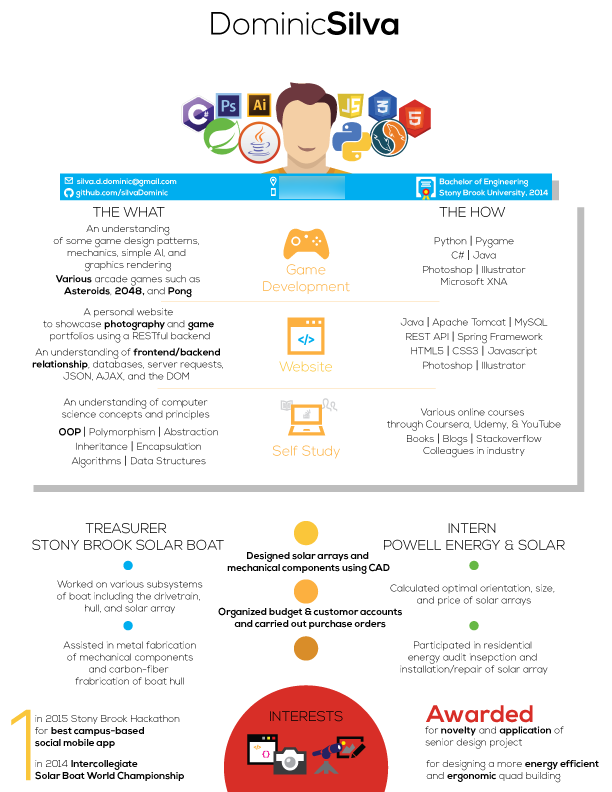 DominicSilva
C#
Ps
Ai
JS
3
5
silva.d.dominic@gmail.com
github.com/silvaDominic
Bachelor of Engineering
Stony Brook University, 2014
THE WHAT
An understanding
of some game design patterns,
mechanics, simple AI, and
graphics rendering
Various arcade games such as
Asteroids, 2048, and Pong
Game
Development
THE HOW
Python | Pygame
C# | Java
Photoshop | Illustrator
Microsoft XNA
A personal website
to showcase photography and game
portfolios using a RESTful backend
An understanding of frontend/backend
relationship, databases, server requests,
JSON, AJAX, and the DOM
</>
Website
Java | Apache Tomcat | MySQL
REST API | Spring Framework
HTML5 | CSS3 | Javascript
Photoshop | Illustrator
An understanding of computer
science concepts and principles
OOP | Polymorphism | Abstraction
Inheritance | Encapsulation
Algorithms | Data Structures
</>
Self Study
Various online courses
through Coursera, Udemy, & YouTube
Books | Blogs | Stackoverflow
Colleagues in industry
TREASURER
STONY BROOK SOLAR BOAT
Worked on various subsystems
of boat including the drivetrain,
hull, and solar array
Assisted in metal fabrication
of mechanical components
and carbon-fiber
frabrication of boat hull
Designed solar arrays and
mechanical components using CAD
Organized budget & customor accounts
and carried out purchase orders
INTERN
POWELL ENERGY & SOLAR
Calculated optimal orientation, size,
and price of solar arrays
Participated in residential
energy audit insepction and
installation/repair of solar array
1
in 2015 Stony Brook Hackathon
for best campus-based
social mobile app
in 2014 Intercollegiate
Solar Boat World Championship
INTERESTS
Awarded
for novelty and application of
senior design project
for designing a more energy efficient
and ergonomic quad building